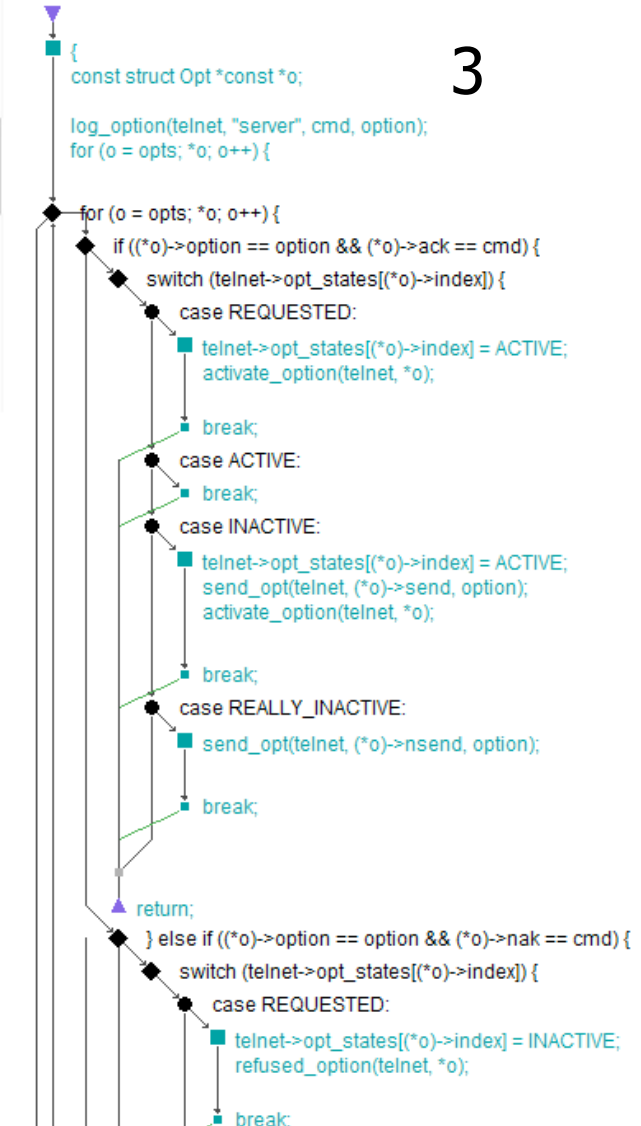 3
{
const struct Opt *const *o;
log_option(telnet, "server", cmd, option);
for (o = opts; *o; o++) {
for (o = opts; *o; o++) {
if ((*o)->option == option && (*o)->ack == cmd) {
switch (telnet->opt_states[(*o)->index]) {
case REQUESTED:
telnet->opt_states[(*o)->index] = ACTIVE;
activate_option(telnet, *o);
break;
case ACTIVE:
break;
case INACTIVE:
telnet->opt_states[(*o)->index] = ACTIVE;
send_opt(telnet, (*o)->send, option);
activate_option(telnet, *o);
break;
case REALLY_INACTIVE:
send_opt(telnet, (*o)->nsend, option);
break;
return;
} else if ((*o)->option == option && (*o)->nak == cmd) {
switch (telnet->opt_states[(*o)->index]) {
case REQUESTED:
telnet->opt_states[(*o)->index] = INACTIVE;
refused_option(telnet, *o);
break;